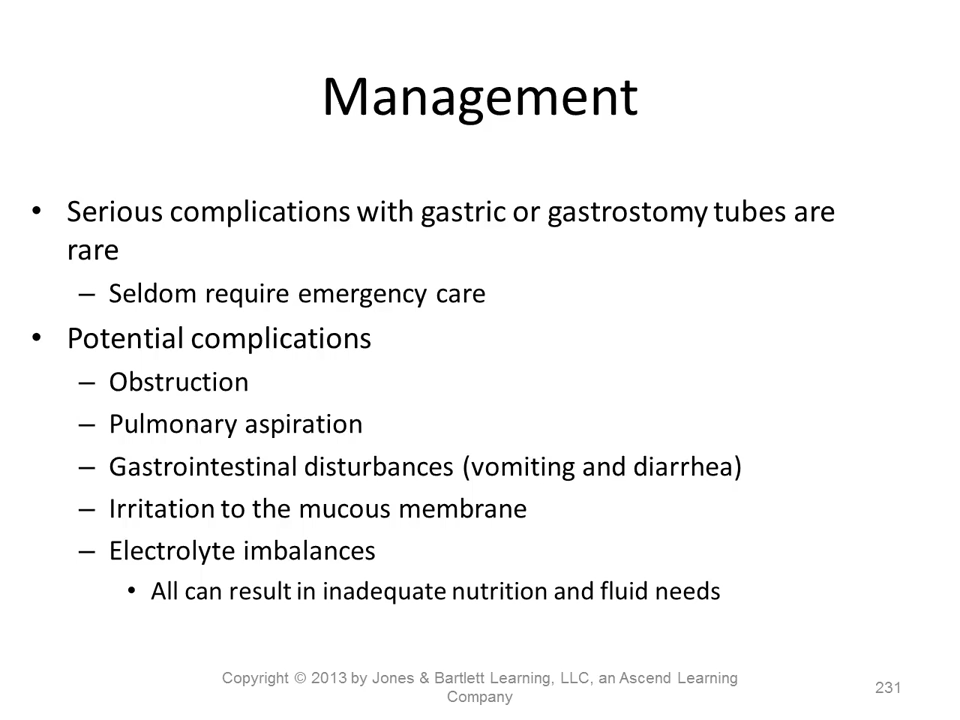 Management
• Serious complications with gastric or gastrostomy tubes are
rare
– Seldom require emergency care
• Potential complications
– Obstruction
– Pulmonary aspiration
– Gastrointestinal disturbances (vomiting and diarrhea)
– Irritation to the mucous membrane
– Electrolyte imbalances
• All can result in inadequate nutrition and fluid needs
Copyright © 2013 by Jones & Bartlett Learning, LLC, an Ascend Learning
Company
231